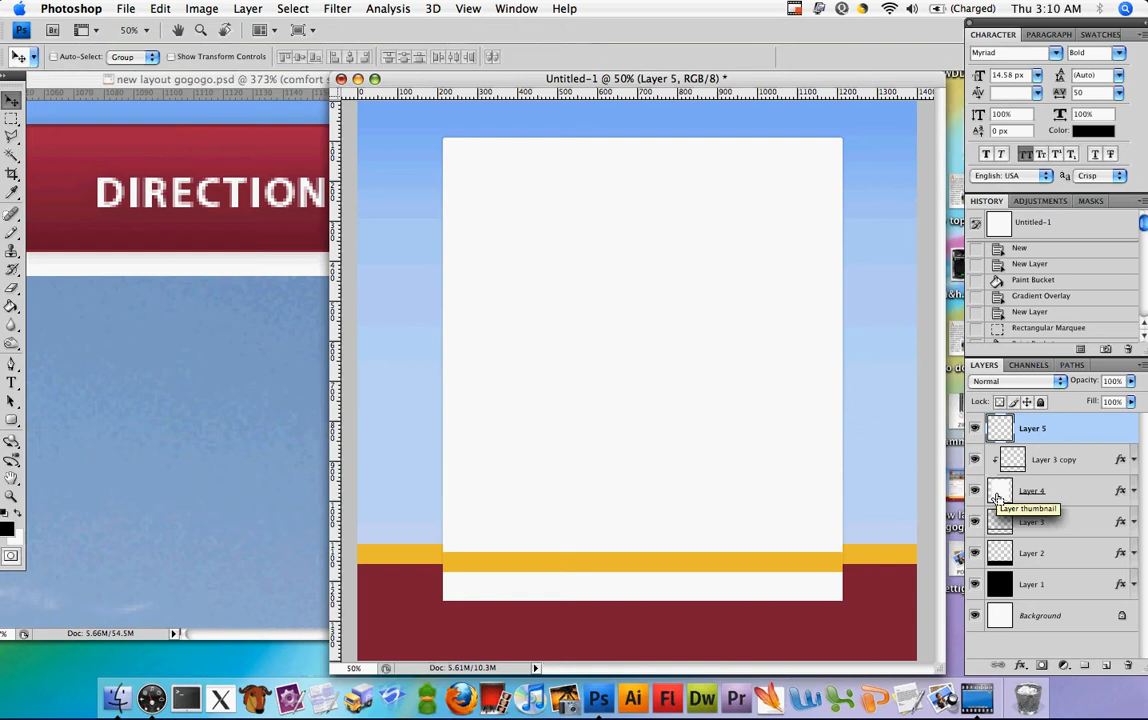 Photoshop File Edit Image Layer Select Filter Analysis 3D View Window Help (Charged) Thu 3:10 AM
50%
Auto-Select: Group Show Transform Controls
new layout gogogo.psd @ 373% (comfort
Untitled-1 @ 50% (Layer 5, RGB/8) *
DIRECTION
CHARACTER PARAGRAPH SWATCHES
Myriad Bold
14.58 px (Auto)
50
100% 100%
0 px Color:
English: USA Crisp
HISTORY ADJUSTMENTS MASKS
Untitled-1
New
New Layer
Paint Bucket
Gradient Overlay
New Layer
Rectangular Marquee
LAYERS CHANNELS PATHS
Normal Opacity: 100%
Lock: Fill: 100%
Layer 5
Layer 3 copy
Layer 4
Layer thumbnail
Layer 3
Layer 2
Layer 1
Background
Doc: 5.66M/54.5M
50% Doc: 5.61M/10.3M